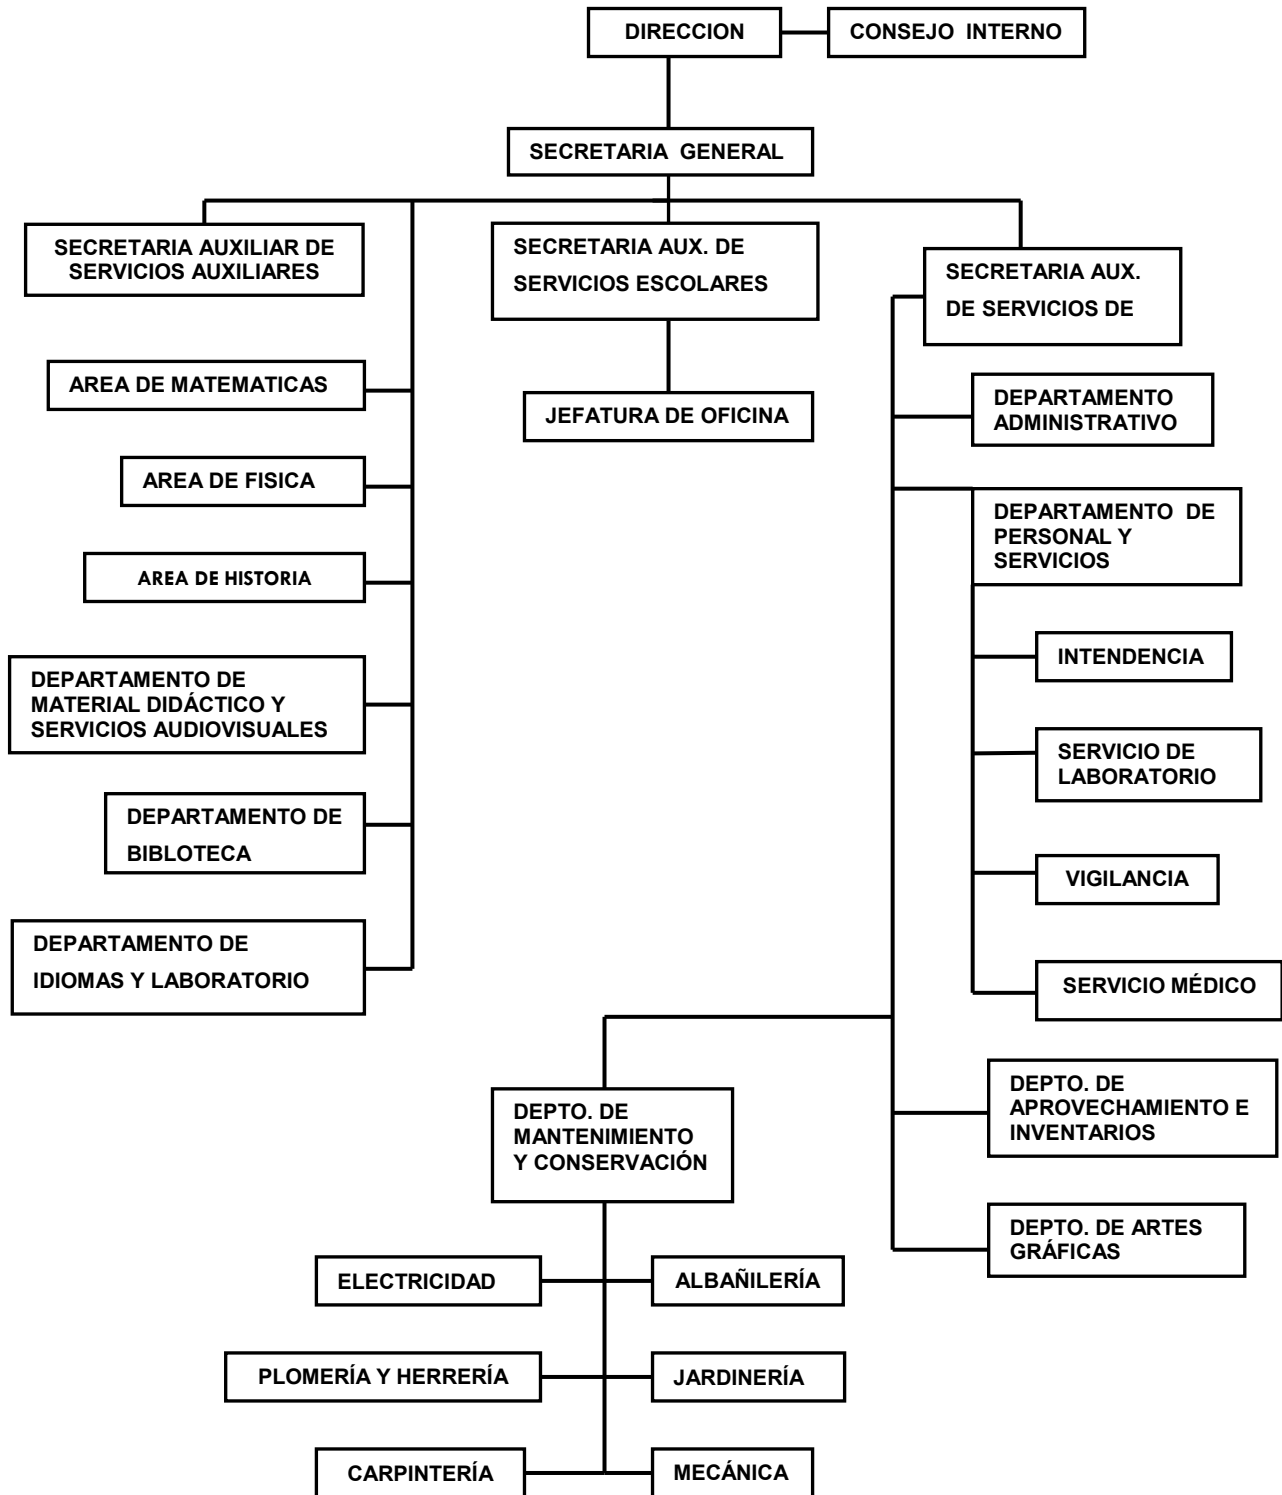 DIRECCION
CONSEJO INTERNO
SECRETARIA GENERAL
SECRETARIA AUXILIAR DE
SERVICIOS AUXILIARES
SECRETARIA AUX. DE
SERVICIOS ESCOLARES
SECRETARIA AUX.
DE SERVICIOS DE
AREA DE MATEMATICAS
JEFATURA DE OFICINA
DEPARTAMENTO
ADMINISTRATIVO
AREA DE FISICA
DEPARTAMENTO DE
PERSONAL Y
SERVICIOS
AREA DE HISTORIA
INTENDENCIA
DEPARTAMENTO DE
MATERIAL DIDÁCTICO Y
SERVICIOS AUDIOVISUALES
SERVICIO DE
LABORATORIO
DEPARTAMENTO DE
BIBLOTECA
VIGILANCIA
DEPARTAMENTO DE
IDIOMAS Y LABORATORIO
SERVICIO MÉDICO
DEPTO. DE
MANTENIMIENTO
Y CONSERVACIÓN
DEPTO. DE
APROVECHAMIENTO E
INVENTARIOS
DEPTO. DE ARTES
GRÁFICAS
ELECTRICIDAD
ALBAÑILERÍA
PLOMERÍA Y HERRERÍA
JARDINERÍA
CARPINTERÍA
MECÁNICA